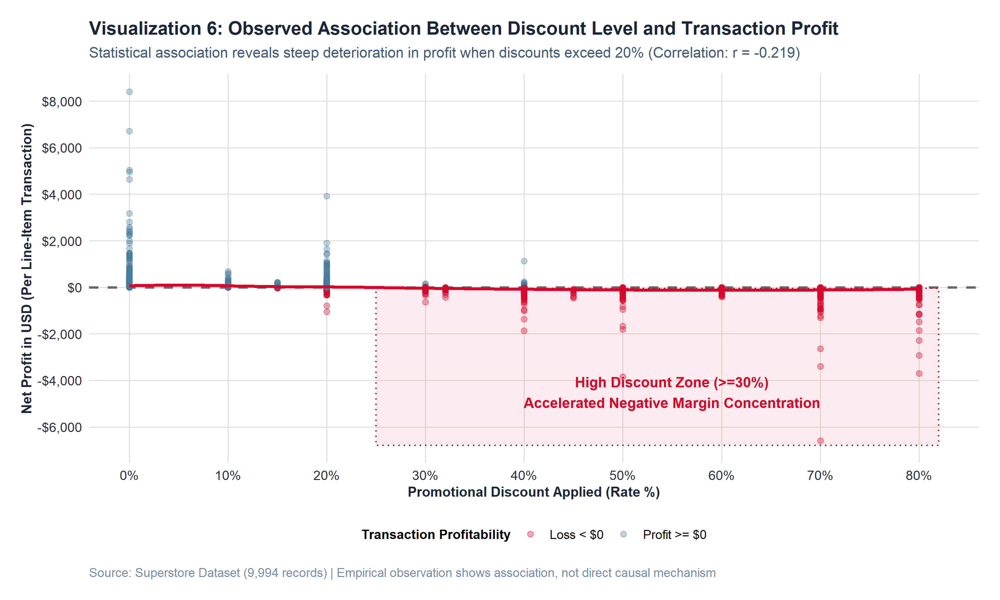 Visualization 6: Observed Association Between Discount Level and Transaction Profit
Statistical association reveals steep deterioration in profit when discounts exceed 20% (Correlation: r = -0.219)
Net Profit in USD (Per Line-Item Transaction)
$8,000
$6,000
$4,000
$2,000
$0
-$2,000
-$4,000
-$6,000
High Discount Zone (>=30%)
Accelerated Negative Margin Concentration
0% 10% 20% 30% 40% 50% 60% 70% 80%
Promotional Discount Applied (Rate %)
Transaction Profitability Loss < $0 Profit >= $0
Source: Superstore Dataset (9,994 records) | Empirical observation shows association, not direct causal mechanism